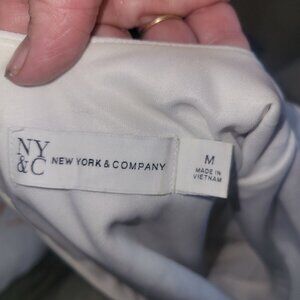 NY
&C NEW YORK & COMPANY
M
MADE IN
VIETNAM